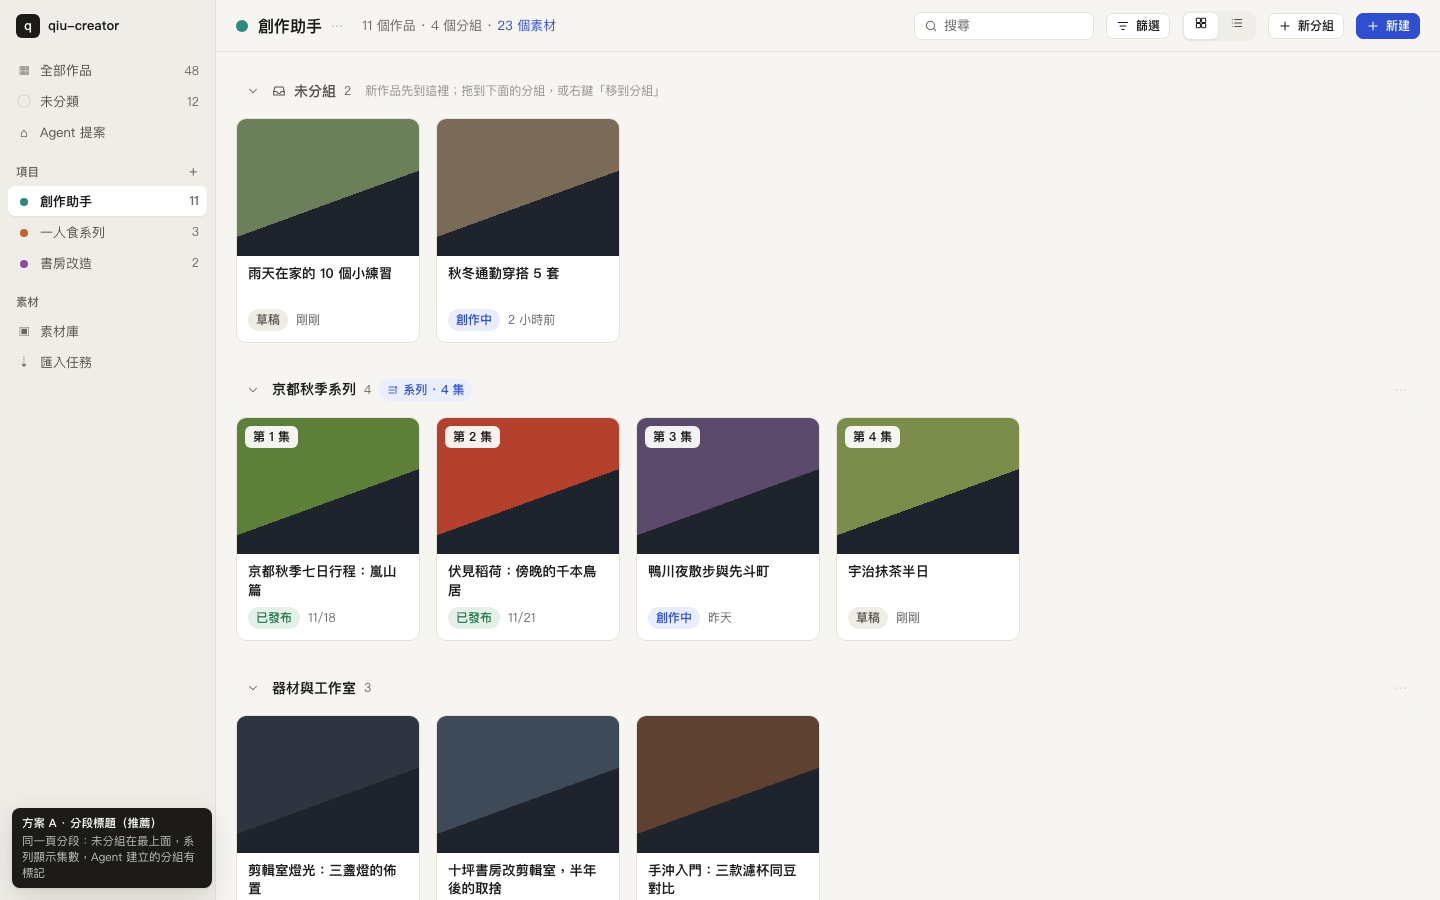 q qiu-creator
全部作品 48
未分類 12
Agent 提案
項目 +
創作助手 11
一人食系列 3
書房改造 2
素材
素材庫
匯入任務
方案 A · 分段標題（推薦）
同一頁分段：未分組在最上面，系
列顯示集數，Agent 建立的分組有
標記
創作助手 ··· 11 個作品 · 4 個分組 · 23 個素材
搜尋
篩選
+ 新分組
+ 新建
未分組 2 新作品先到這裡；拖到下面的分組，或右鍵「移到分組」
雨天在家的 10 個小練習
草稿 剛剛
秋冬通勤穿搭 5 套
創作中 2 小時前
京都秋季系列 4 系列 · 4 集 ···
第 1 集
京都秋季七日行程：嵐山
篇
已發布 11/18
第 2 集
伏見稻荷：傍晚的千本鳥
居
已發布 11/21
第 3 集
鴨川夜散步與先斗町
創作中 昨天
第 4 集
宇治抹茶半日
草稿 剛剛
器材與工作室 3 ···
剪輯室燈光：三盞燈的佈
置
十坪書房改剪輯室，半年
後的取捨
手沖入門：三款濾杯同豆
對比